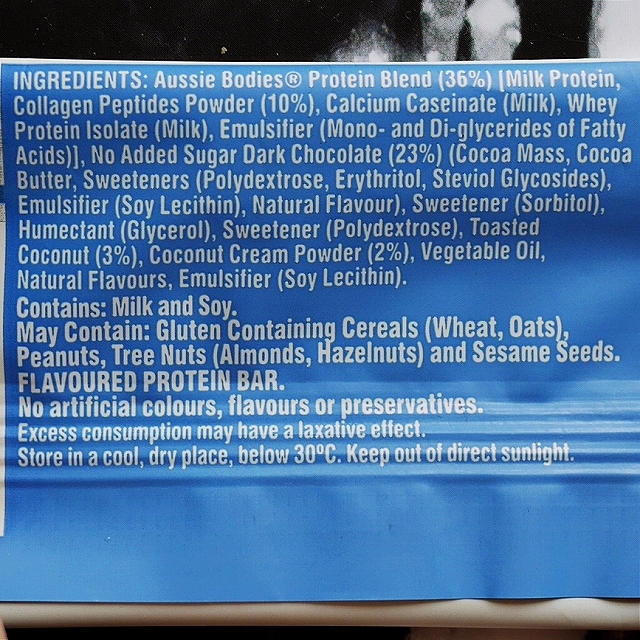 INGREDIENTS: Aussie Bodies® Protein Blend (36%) [Milk Protein,
Collagen Peptides Powder (10%), Calcium Caseinate (Milk), Whey
Protein Isolate (Milk), Emulsifier (Mono- and Di-glycerides of Fatty
Acids)], No Added Sugar Dark Chocolate (23%) (Cocoa Mass, Cocoa
Butter, Sweeteners (Polydextrose, Erythritol, Steviol Glycosides),
Emulsifier (Soy Lecithin), Natural Flavour), Sweetener (Sorbitol),
Humectant (Glycerol), Sweetener (Polydextrose), Toasted
Coconut (3%), Coconut Cream Powder (2%), Vegetable Oil,
Natural Flavours, Emulsifier (Soy Lecithin).
Contains: Milk and Soy.
May Contain: Gluten Containing Cereals (Wheat, Oats),
Peanuts, Tree Nuts (Almonds, Hazelnuts) and Sesame Seeds.
FLAVOURED PROTEIN BAR.
No artificial colours, flavours or preservatives.
Excess consumption may have a laxative effect.
Store in a cool, dry place, below 30ºC. Keep out of direct sunlight.